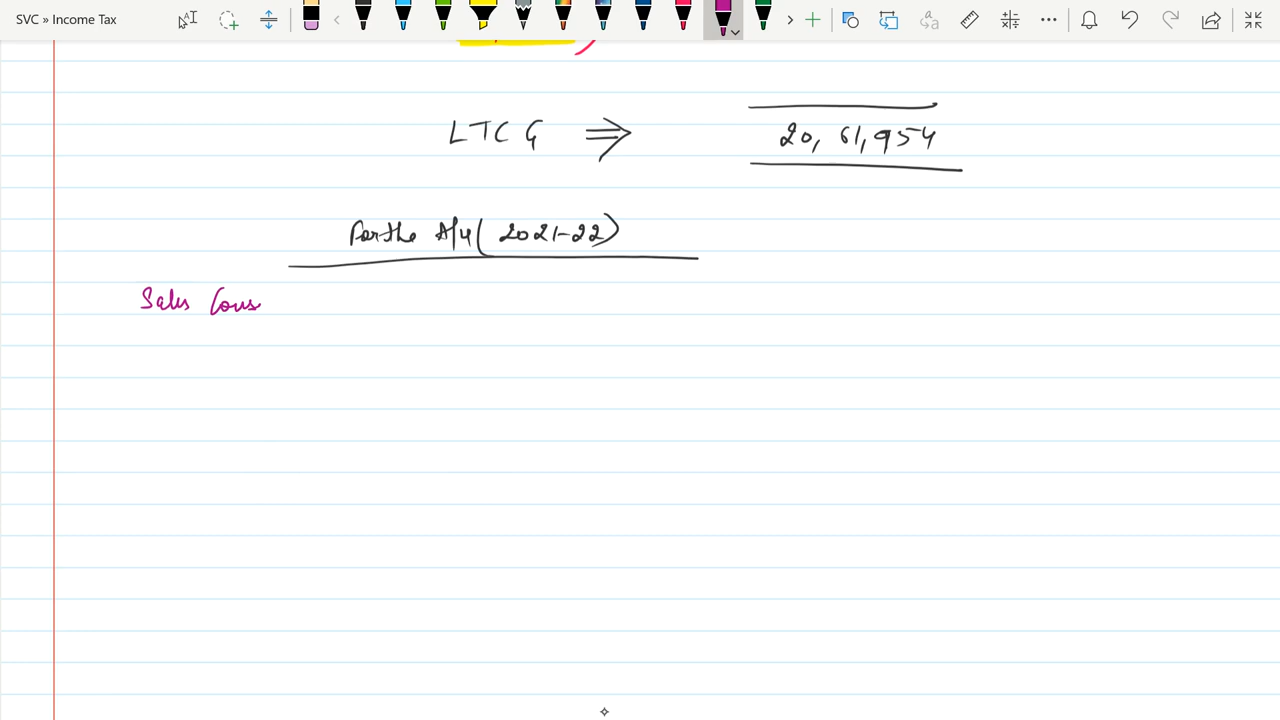 SVC » Income Tax
LTCG ⇒ 20,61,954
For the A/Y ( 2021-22)
Sales Cons